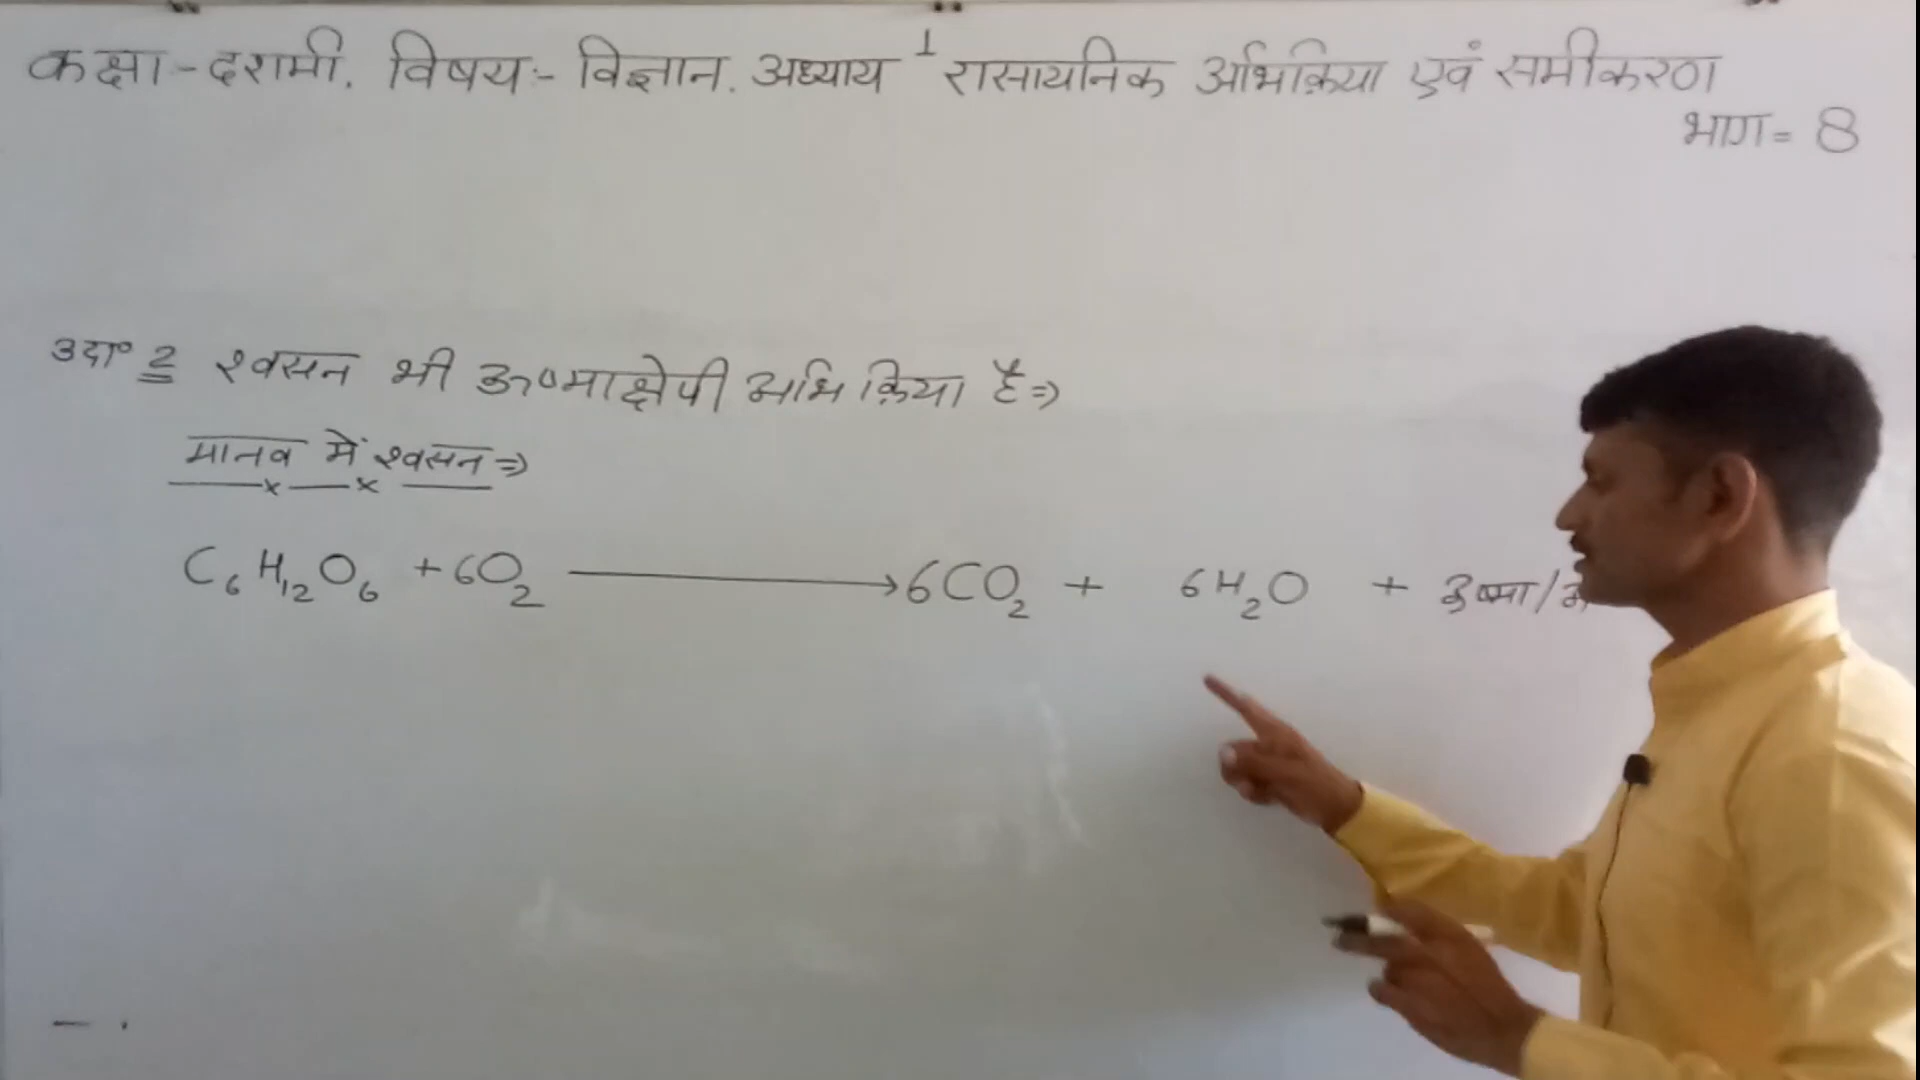 कक्षा - दशमी. विषय:- विज्ञान. अध्याय 1 रासायनिक अभिक्रिया एवं समीकरण
भाग = 8
उदा० 2 श्वसन भी ऊष्माक्षेपी अभिक्रिया है ⇒
मानव में श्वसन ⇒
C₆H₁₂O₆ + 6O₂ → 6CO₂ + 6H₂O + ऊष्मा/